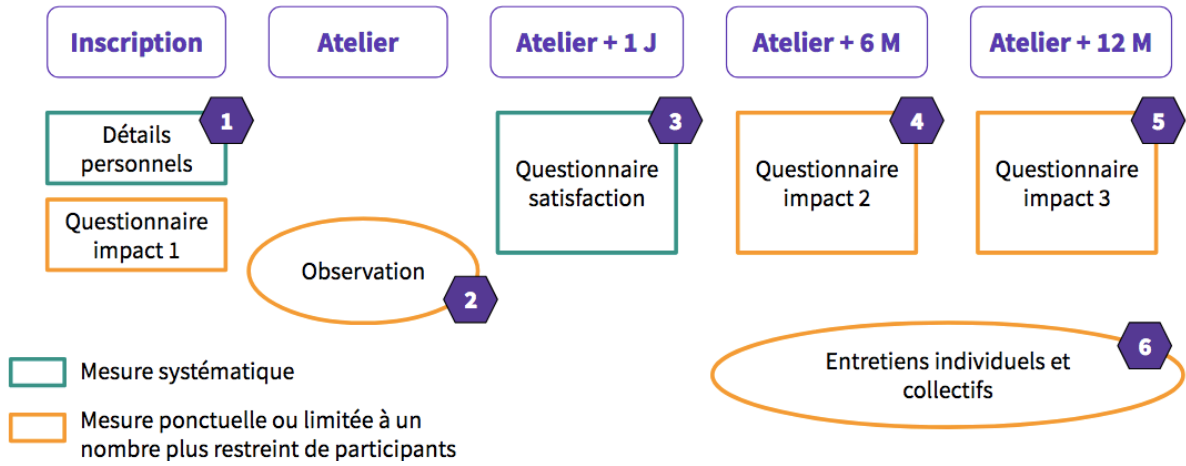 Inscription
Atelier
Atelier + 1 J
Atelier + 6 M
Atelier + 12 M
1
Détails
personnels
Questionnaire
impact 1
Observation
2
3
Questionnaire
satisfaction
4
Questionnaire
impact 2
5
Questionnaire
impact 3
6
Entretiens individuels et
collectifs
Mesure systématique
Mesure ponctuelle ou limitée à un
nombre plus restreint de participants